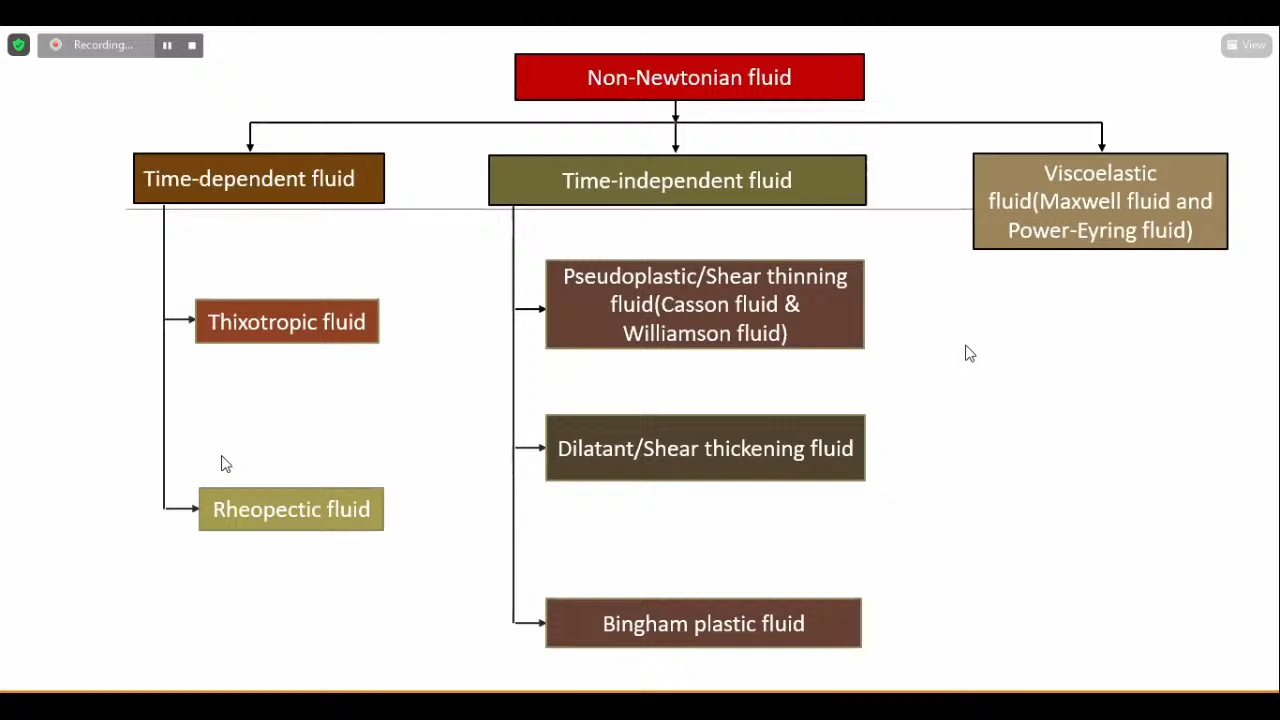 Recording...
View
Non-Newtonian fluid
Time-dependent fluid
Time-independent fluid
Viscoelastic
fluid(Maxwell fluid and
Power-Eyring fluid)
Thixotropic fluid
Rheopectic fluid
Pseudoplastic/Shear thinning
fluid(Casson fluid &
Williamson fluid)
Dilatant/Shear thickening fluid
Bingham plastic fluid